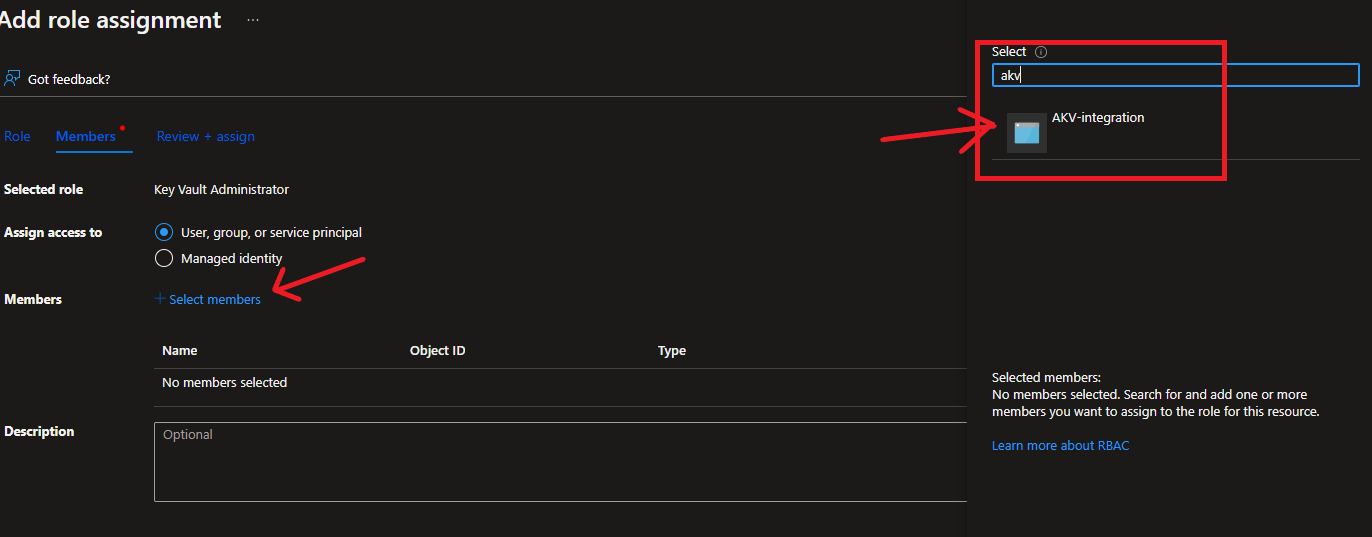 Add role assignment ...
Got feedback?
Role Members Review + assign
Selected role Key Vault Administrator
Assign access to User, group, or service principal
Managed identity
Members + Select members
Name Object ID Type
No members selected
Description Optional
Select
akv
AKV-integration
Selected members:
No members selected. Search for and add one or more
members you want to assign to the role for this resource.
Learn more about RBAC